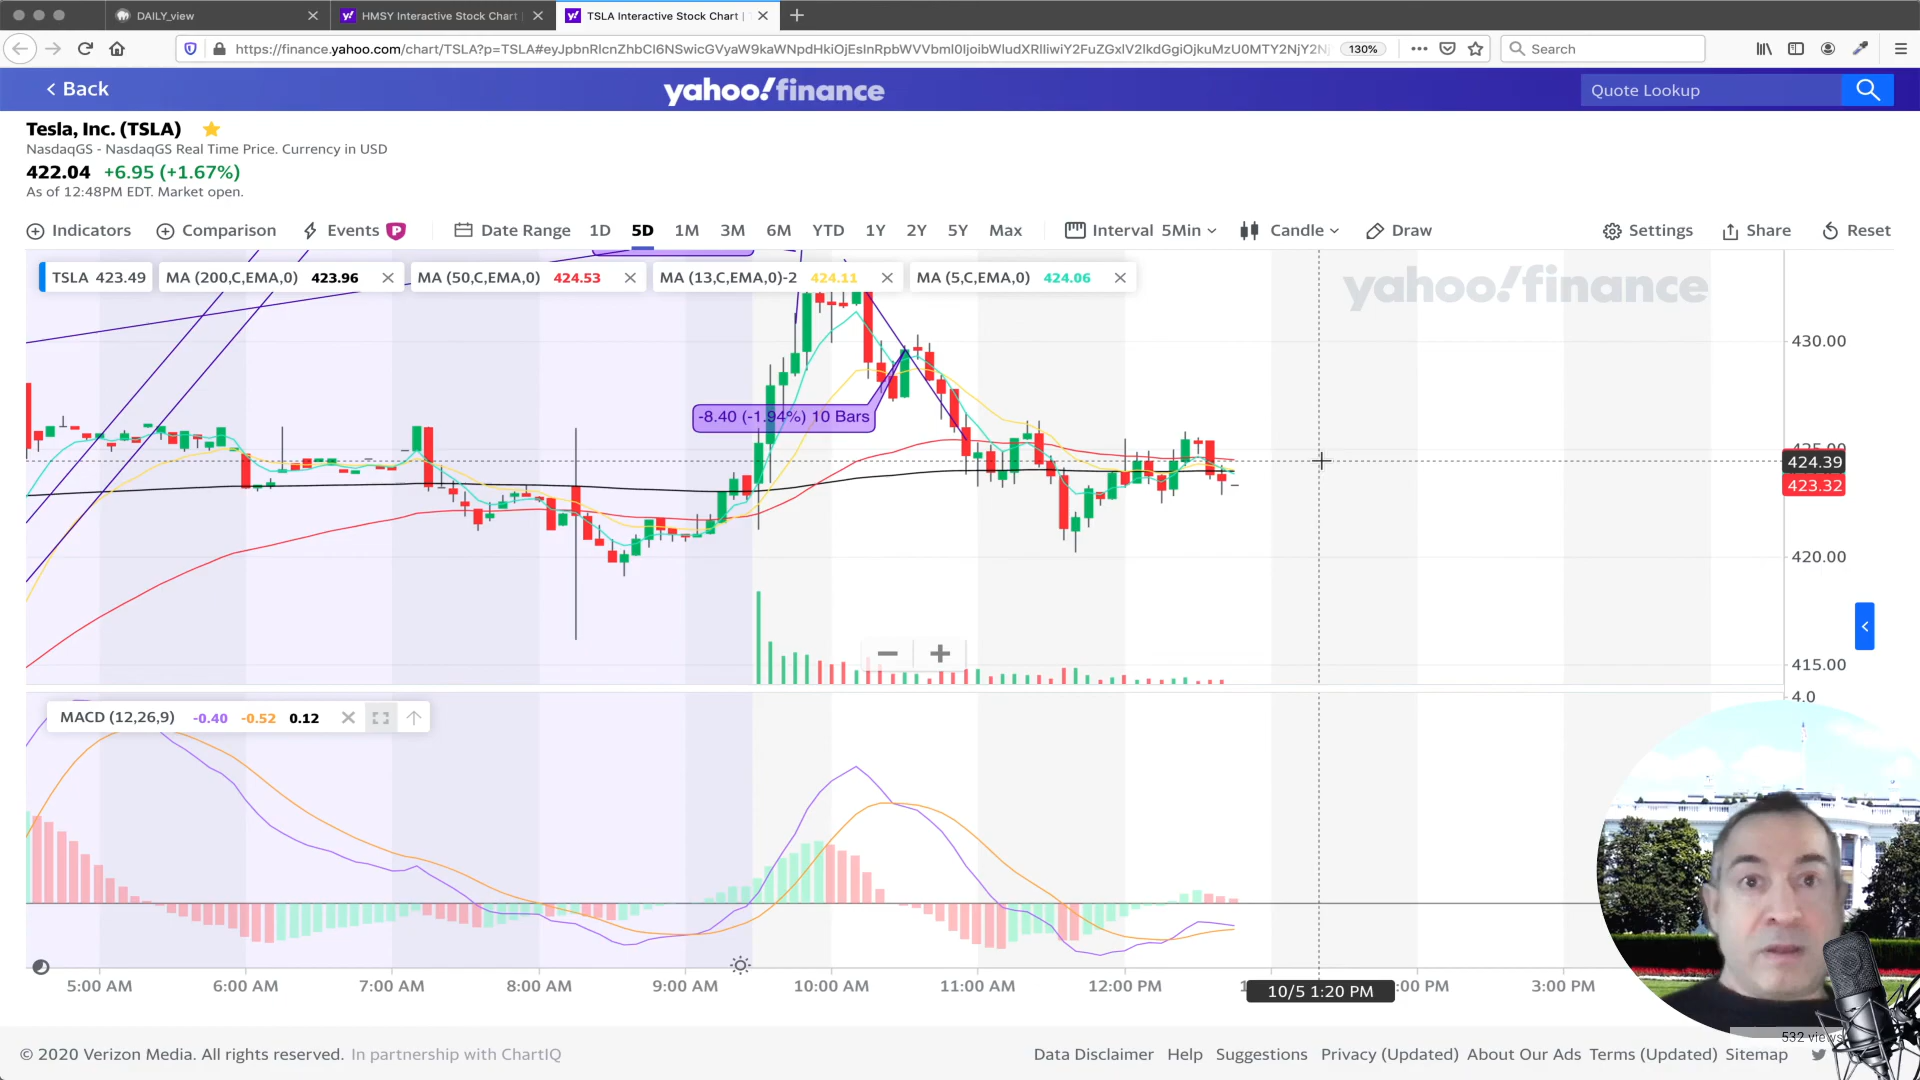 DAILY_view
HMSY Interactive Stock Chart |
TSLA Interactive Stock Chart |
130%
Search
< Back
yahoo!finance
Quote Lookup
Tesla, Inc. (TSLA)
NasdaqGS - NasdaqGS Real Time Price. Currency in USD
422.04 +6.95 (+1.67%)
As of 12:48PM EDT. Market open.
Indicators Comparison Events P Date Range 1D 5D 1M 3M 6M YTD 1Y 2Y 5Y Max Interval 5Min Candle Draw Settings Share Reset
TSLA 423.49 MA (200,C,EMA,0) 423.96 MA (50,C,EMA,0) 424.53 MA (13,C,EMA,0)-2 424.11 MA (5,C,EMA,0) 424.06
yahoo!finance
430.00
-8.40 (-1.94%) 10 Bars
425.00
424.39
423.32
420.00
415.00
4.0
MACD (12,26,9) -0.40 -0.52 0.12
5:00 AM 6:00 AM 7:00 AM 8:00 AM 9:00 AM 10:00 AM 11:00 AM 12:00 PM 10/5 1:20 PM :00 PM 3:00 PM
532 views
© 2020 Verizon Media. All rights reserved. In partnership with ChartIQ
Data Disclaimer Help Suggestions Privacy (Updated) About Our Ads Terms (Updated) Sitemap